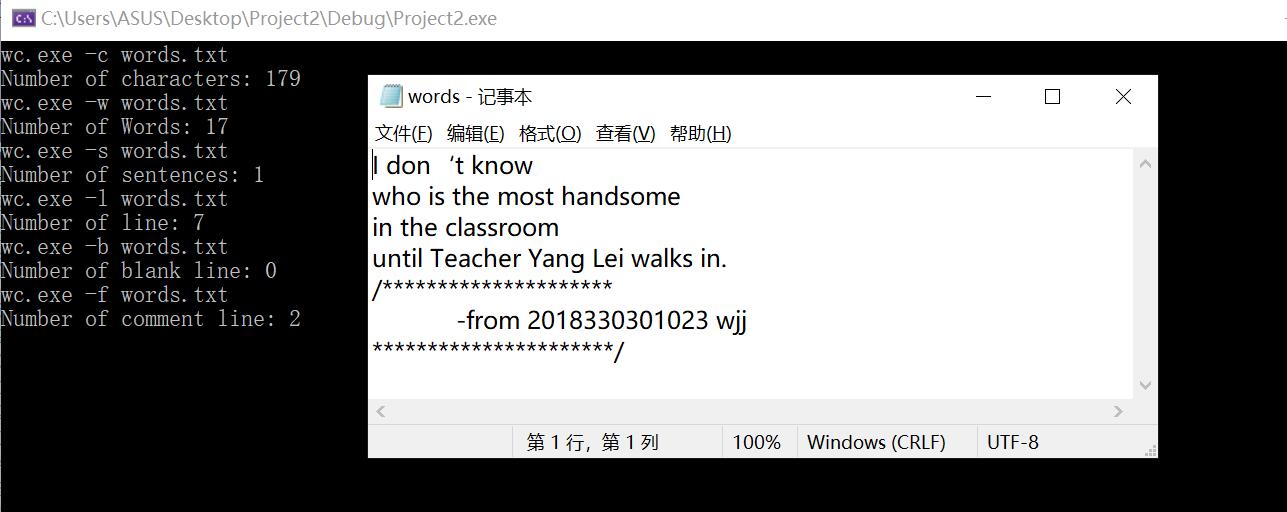 C:\Users\ASUS\Desktop\Project2\Debug\Project2.exe
wc.exe -c words.txt
Number of characters: 179
wc.exe -w words.txt
Number of Words: 17
wc.exe -s words.txt
Number of sentences: 1
wc.exe -l words.txt
Number of line: 7
wc.exe -b words.txt
Number of blank line: 0
wc.exe -f words.txt
Number of comment line: 2
words - 记事本
文件(F) 编辑(E) 格式(O) 查看(V) 帮助(H)
I don‘t know
who is the most handsome
in the classroom
until Teacher Yang Lei walks in.
/*********************
-from 2018330301023 wjj
**********************/
第 1 行，第 1 列 100% Windows (CRLF) UTF-8